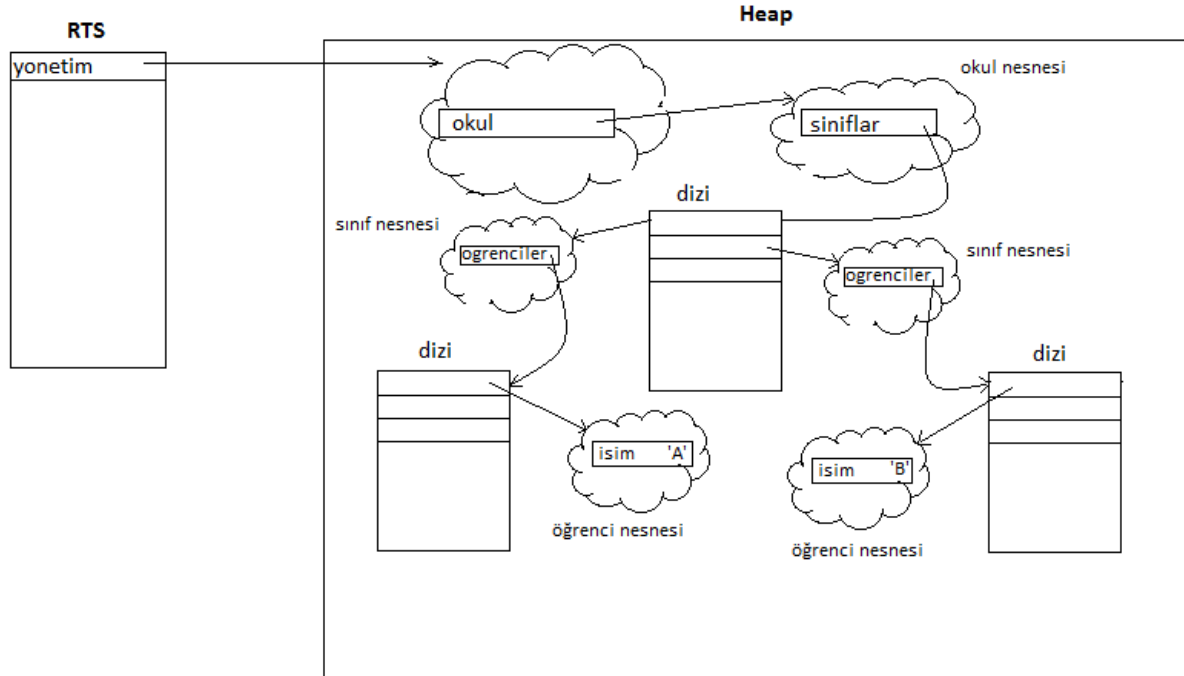 Heap
RTS
yonetim
okul nesnesi
okul
siniflar
dizi
sınıf nesnesi
sınıf nesnesi
ogrenciler
ogrenciler
dizi
dizi
isim 'A'
isim 'B'
öğrenci nesnesi
öğrenci nesnesi